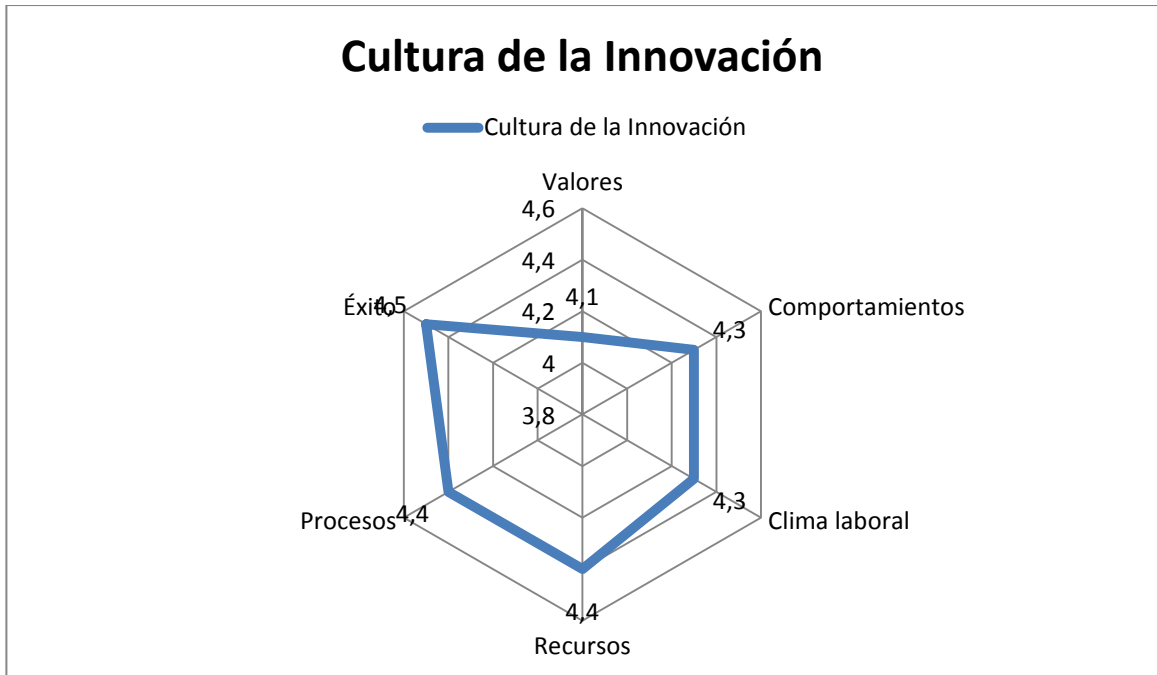 Cultura de la Innovación
Cultura de la Innovación
Valores
4,6
4,4
4,2
4
3,8
4,1
Comportamientos
4,3
Clima laboral
4,3
Recursos
4,4
Procesos
4,4
Éxito
4,5